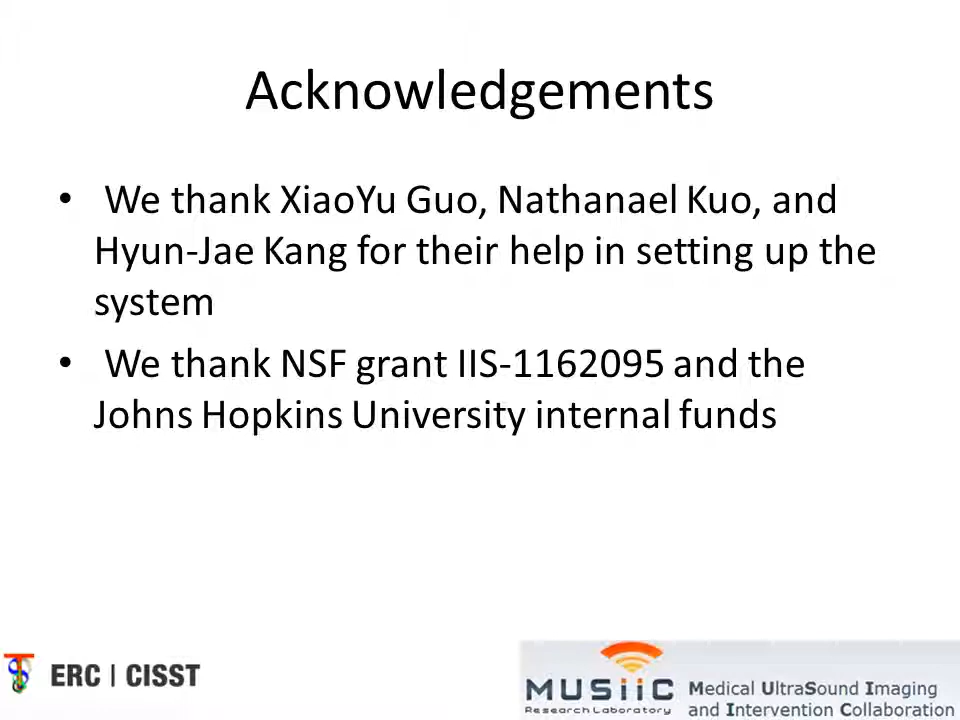 Acknowledgements
• We thank XiaoYu Guo, Nathanael Kuo, and
Hyun-Jae Kang for their help in setting up the
system
• We thank NSF grant IIS-1162095 and the
Johns Hopkins University internal funds
ERC | CISST
MUSiiC
Research Laboratory
Medical UltraSound Imaging
and Intervention Collaboration